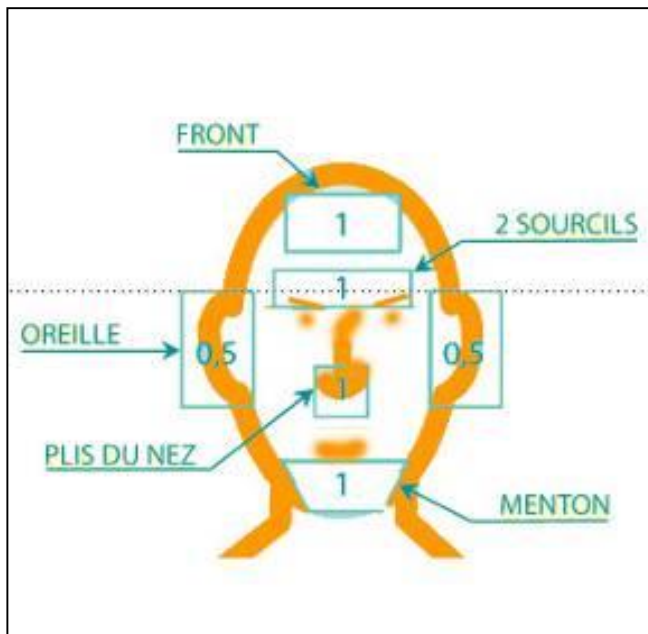 FRONT
1
2 SOURCILS
1
OREILLE
0,5
0,5
1
PLIS DU NEZ
1
MENTON